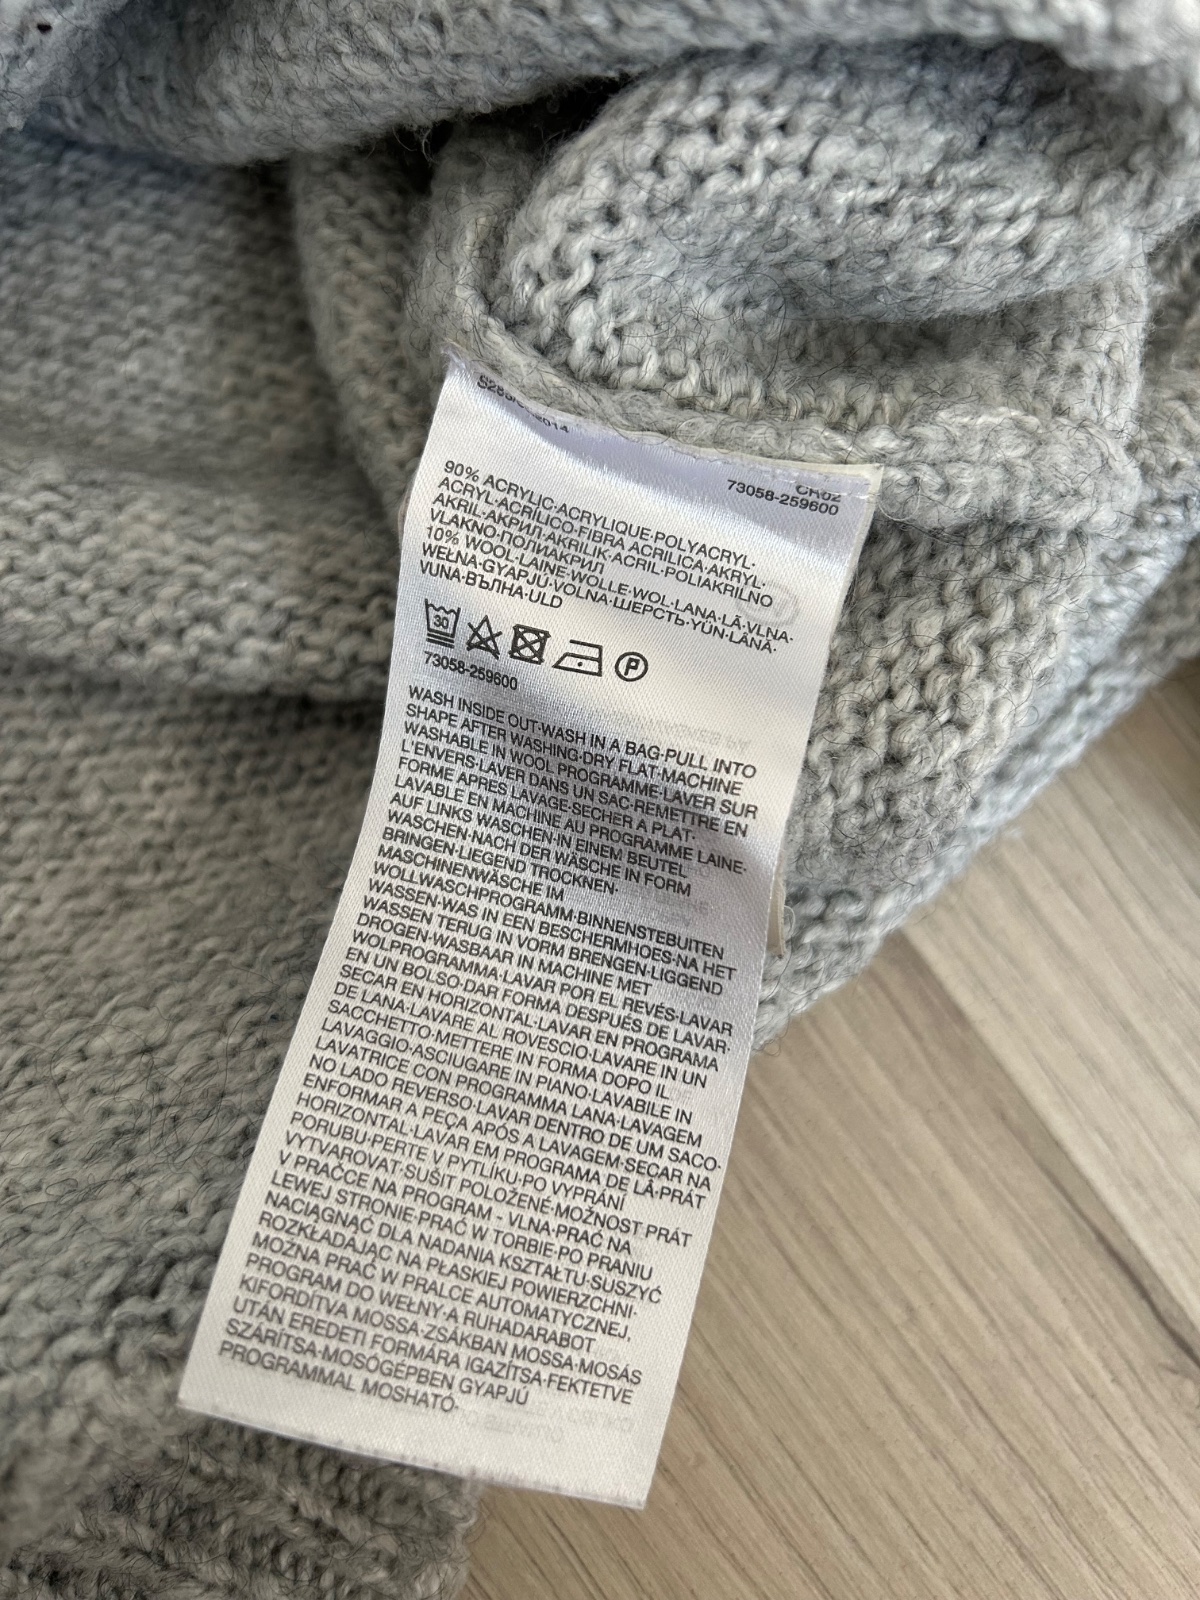 CR02
73058-259600
90% ACRYLIC·ACRYLIQUE·POLYACRYL·
ACRYL·ACRÍLICO·FIBRA ACRILICA·AKRYL·
AKRIL·АКРИЛ·AKRILIK·ACRIL·POLIAKRILNO
VLAKNO·ПОЛИАКРИЛ
10% WOOL·LAINE·WOLLE·WOL·LANA·LÃ·VLNA·
WEŁNA·GYAPJÚ·VOLNA·ШЕРСТЬ·YÜN·LÂNĂ·
VUNA·ВЪЛНА·ULD
30
P
73058-259600
WASH INSIDE OUT·WASH IN A BAG·PULL INTO
SHAPE AFTER WASHING·DRY FLAT·MACHINE
WASHABLE IN WOOL PROGRAMME·LAVER SUR
L'ENVERS·LAVER DANS UN SAC·REMETTRE EN
FORME APRES LAVAGE·SECHER A PLAT·
LAVABLE EN MACHINE AU PROGRAMME LAINE·
AUF LINKS WASCHEN·IN EINEM BEUTEL
WASCHEN·NACH DER WÄSCHE IN FORM
BRINGEN·LIEGEND TROCKNEN·
MASCHINENWÄSCHE IM
WOLLWASCHPROGRAMM·BINNENSTEBUITEN
WASSEN·WAS IN EEN BESCHERMHOES·NA HET
WASSEN TERUG IN VORM BRENGEN·LIGGEND
DROGEN·WASBAAR IN MACHINE MET
WOLPROGRAMMA·LAVAR POR EL REVÉS·LAVAR
EN UN BOLSO·DAR FORMA DESPUÉS DE LAVAR·
SECAR EN HORIZONTAL·LAVAR EN PROGRAMA
DE LANA·LAVARE AL ROVESCIO·LAVARE IN UN
SACCHETTO·METTERE IN FORMA DOPO IL
LAVAGGIO·ASCIUGARE IN PIANO·LAVABILE IN
LAVATRICE CON PROGRAMMA LANA·LAVAGEM
NO LADO REVERSO·LAVAR DENTRO DE UM SACO·
ENFORMAR A PEÇA APÓS A LAVAGEM·SECAR NA
HORIZONTAL·LAVAR EM PROGRAMA DE LÃ·PRÁT
PORUBU·PERTE V PYTLÍKU·PO VYPRÁNÍ
VYTVAROVAT·SUŠIT POLOŽENÉ·MOŽNOST PRÁT
V PRAČCE NA PROGRAM - VLNA·PRAĆ NA
LEWEJ STRONIE·PRAĆ W TORBIE·PO PRANIU
NACIĄGNĄĆ DLA NADANIA KSZTAŁTU·SUSZYĆ
ROZKŁADAJĄC NA PŁASKIEJ POWIERZCHNI·
MOŻNA PRAĆ W PRALCE AUTOMATYCZNEJ,
PROGRAM DO WEŁNY·A RUHADARABOT
KIFORDÍTVA MOSSA·ZSÁKBAN MOSSA·MOSÁS
UTÁN EREDETI FORMÁRA IGAZÍTSA·FEKTETVE
SZÁRÍTSA·MOSÓGÉPBEN GYAPJÚ
PROGRAMMAL MOSHATÓ·